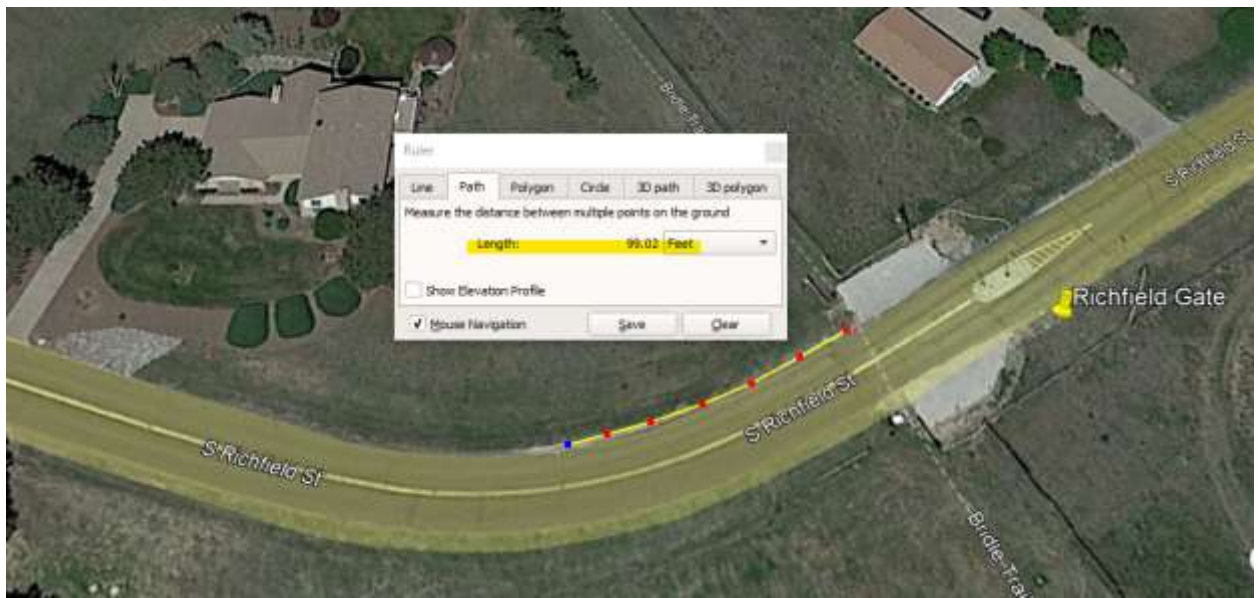 Ruler
Line Path Polygon Circle 3D path 3D polygon
Measure the distance between multiple points on the ground
Length: 99.02 Feet
Show Elevation Profile
Mouse Navigation Save Clear
S Richfield St
Richfield Gate
S Richfield St
S Richfield St
Bridle-Trail